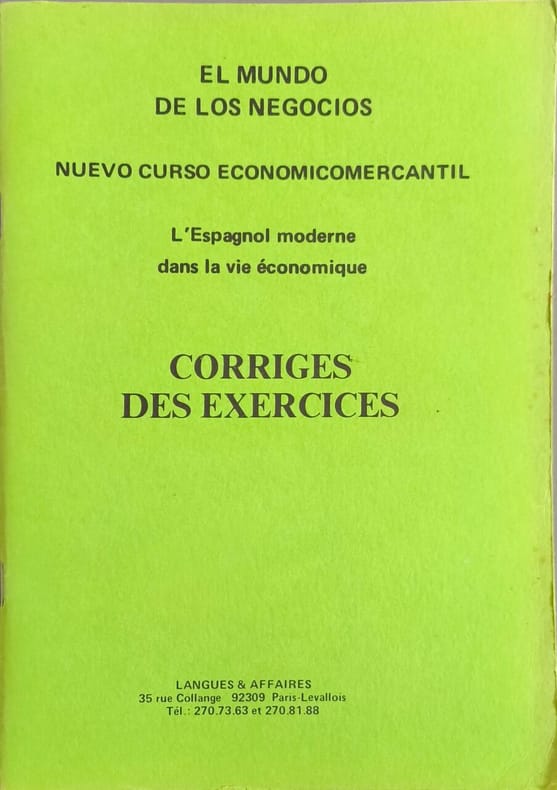 EL MUNDO
DE LOS NEGOCIOS
NUEVO CURSO ECONOMICOMERCANTIL
L'Espagnol moderne
dans la vie économique
CORRIGES
DES EXERCICES
LANGUES & AFFAIRES
35 rue Collange 92309 Paris-Levallois
Tél.: 270.73.63 et 270.81.88